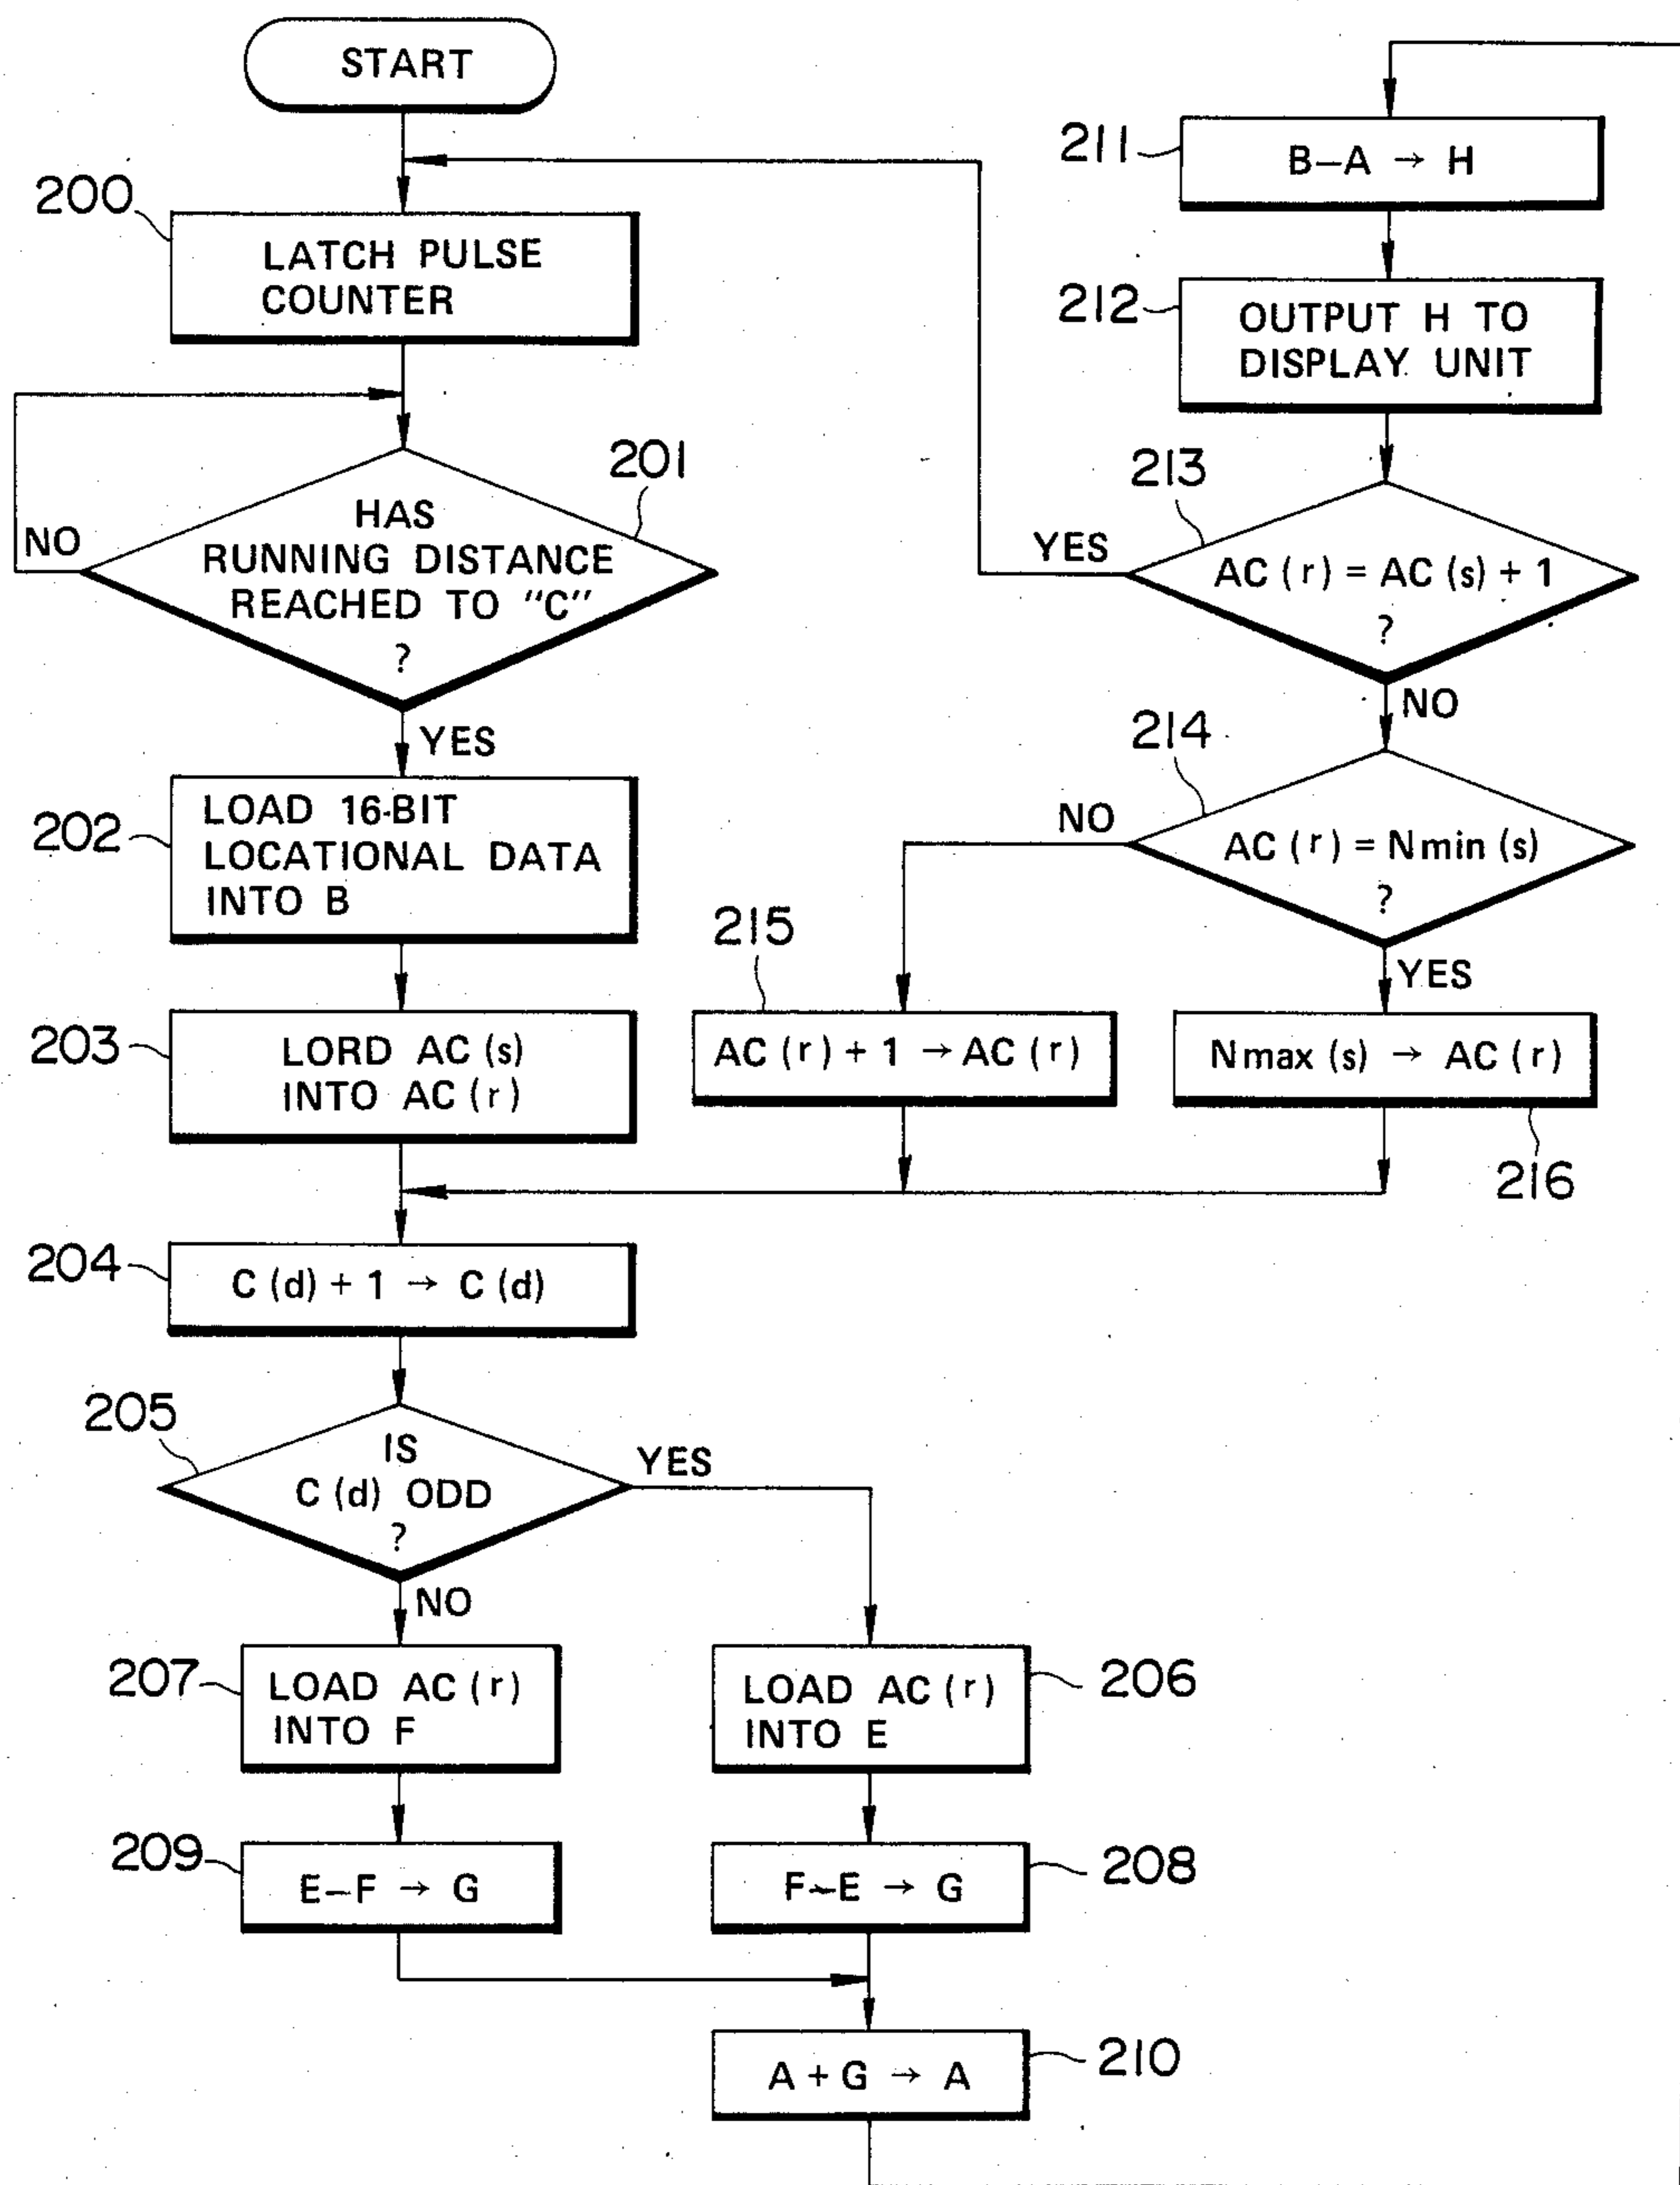 START
200
LATCH PULSE
COUNTER
201
HAS
RUNNING DISTANCE
REACHED TO "C"
?
NO
YES
202
LOAD 16-BIT
LOCATIONAL DATA
INTO B
203
LORD AC (s)
INTO AC (r)
204
C (d) + 1 → C (d)
205
IS
C (d) ODD
?
YES
NO
207
LOAD AC (r)
INTO F
206
LOAD AC (r)
INTO E
209
E–F → G
208
F–E → G
210
A + G → A
211
B–A → H
212
OUTPUT H TO
DISPLAY UNIT
213
YES
AC (r) = AC (s) + 1
?
NO
214
NO
AC (r) = Nmin (s)
?
YES
215
AC (r) + 1 → AC (r)
Nmax (s) → AC (r)
216